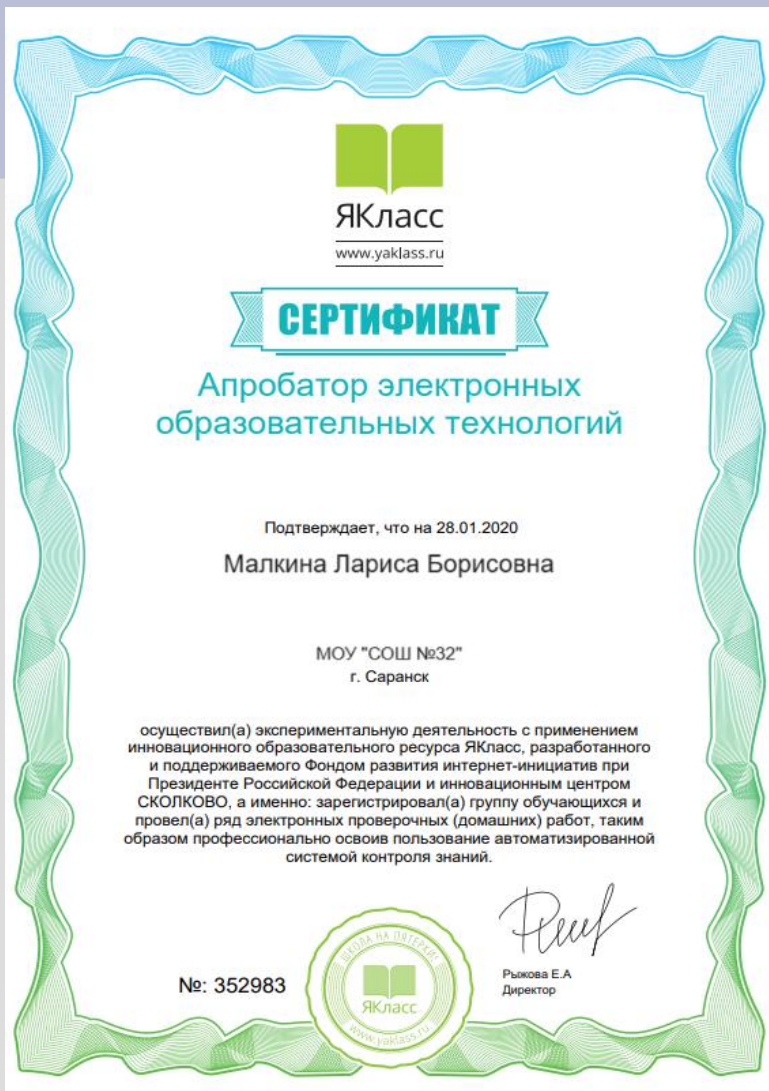 ЯКласс
www.yaklass.ru
СЕРТИФИКАТ
Апробатор электронных
образовательных технологий
Подтверждает, что на 28.01.2020
Малкина Лариса Борисовна
МОУ "СОШ №32"
г. Саранск
осуществил(а) экспериментальную деятельность с применением
инновационного образовательного ресурса ЯКласс, разработанного
и поддерживаемого Фондом развития интернет-инициатив при
Президенте Российской Федерации и инновационным центром
СКОЛКОВО, а именно: зарегистрировал(а) группу обучающихся и
провел(а) ряд электронных проверочных (домашних) работ, таким
образом профессионально освоив пользование автоматизированной
системой контроля знаний.
№: 352983
ШКОЛА НА ПЯТЕРКИ!
ЯКласс
www.yaklass.ru
Рыжова Е.А
Директор